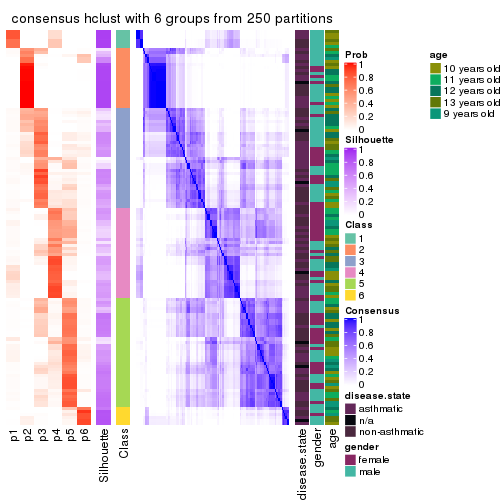 consensus hclust with 6 groups from 250 partitions
Prob
1
0.8
0.6
0.4
0.2
0
Silhouette
1
0.8
0.6
0.4
0.2
0
Class
1
2
3
4
5
6
Consensus
1
0.8
0.6
0.4
0.2
0
disease.state
asthmatic
n/a
non-asthmatic
gender
female
male
age
10 years old
11 years old
12 years old
13 years old
9 years old
p1
p2
p3
p4
p5
p6
Silhouette
Class
disease.state
gender
age